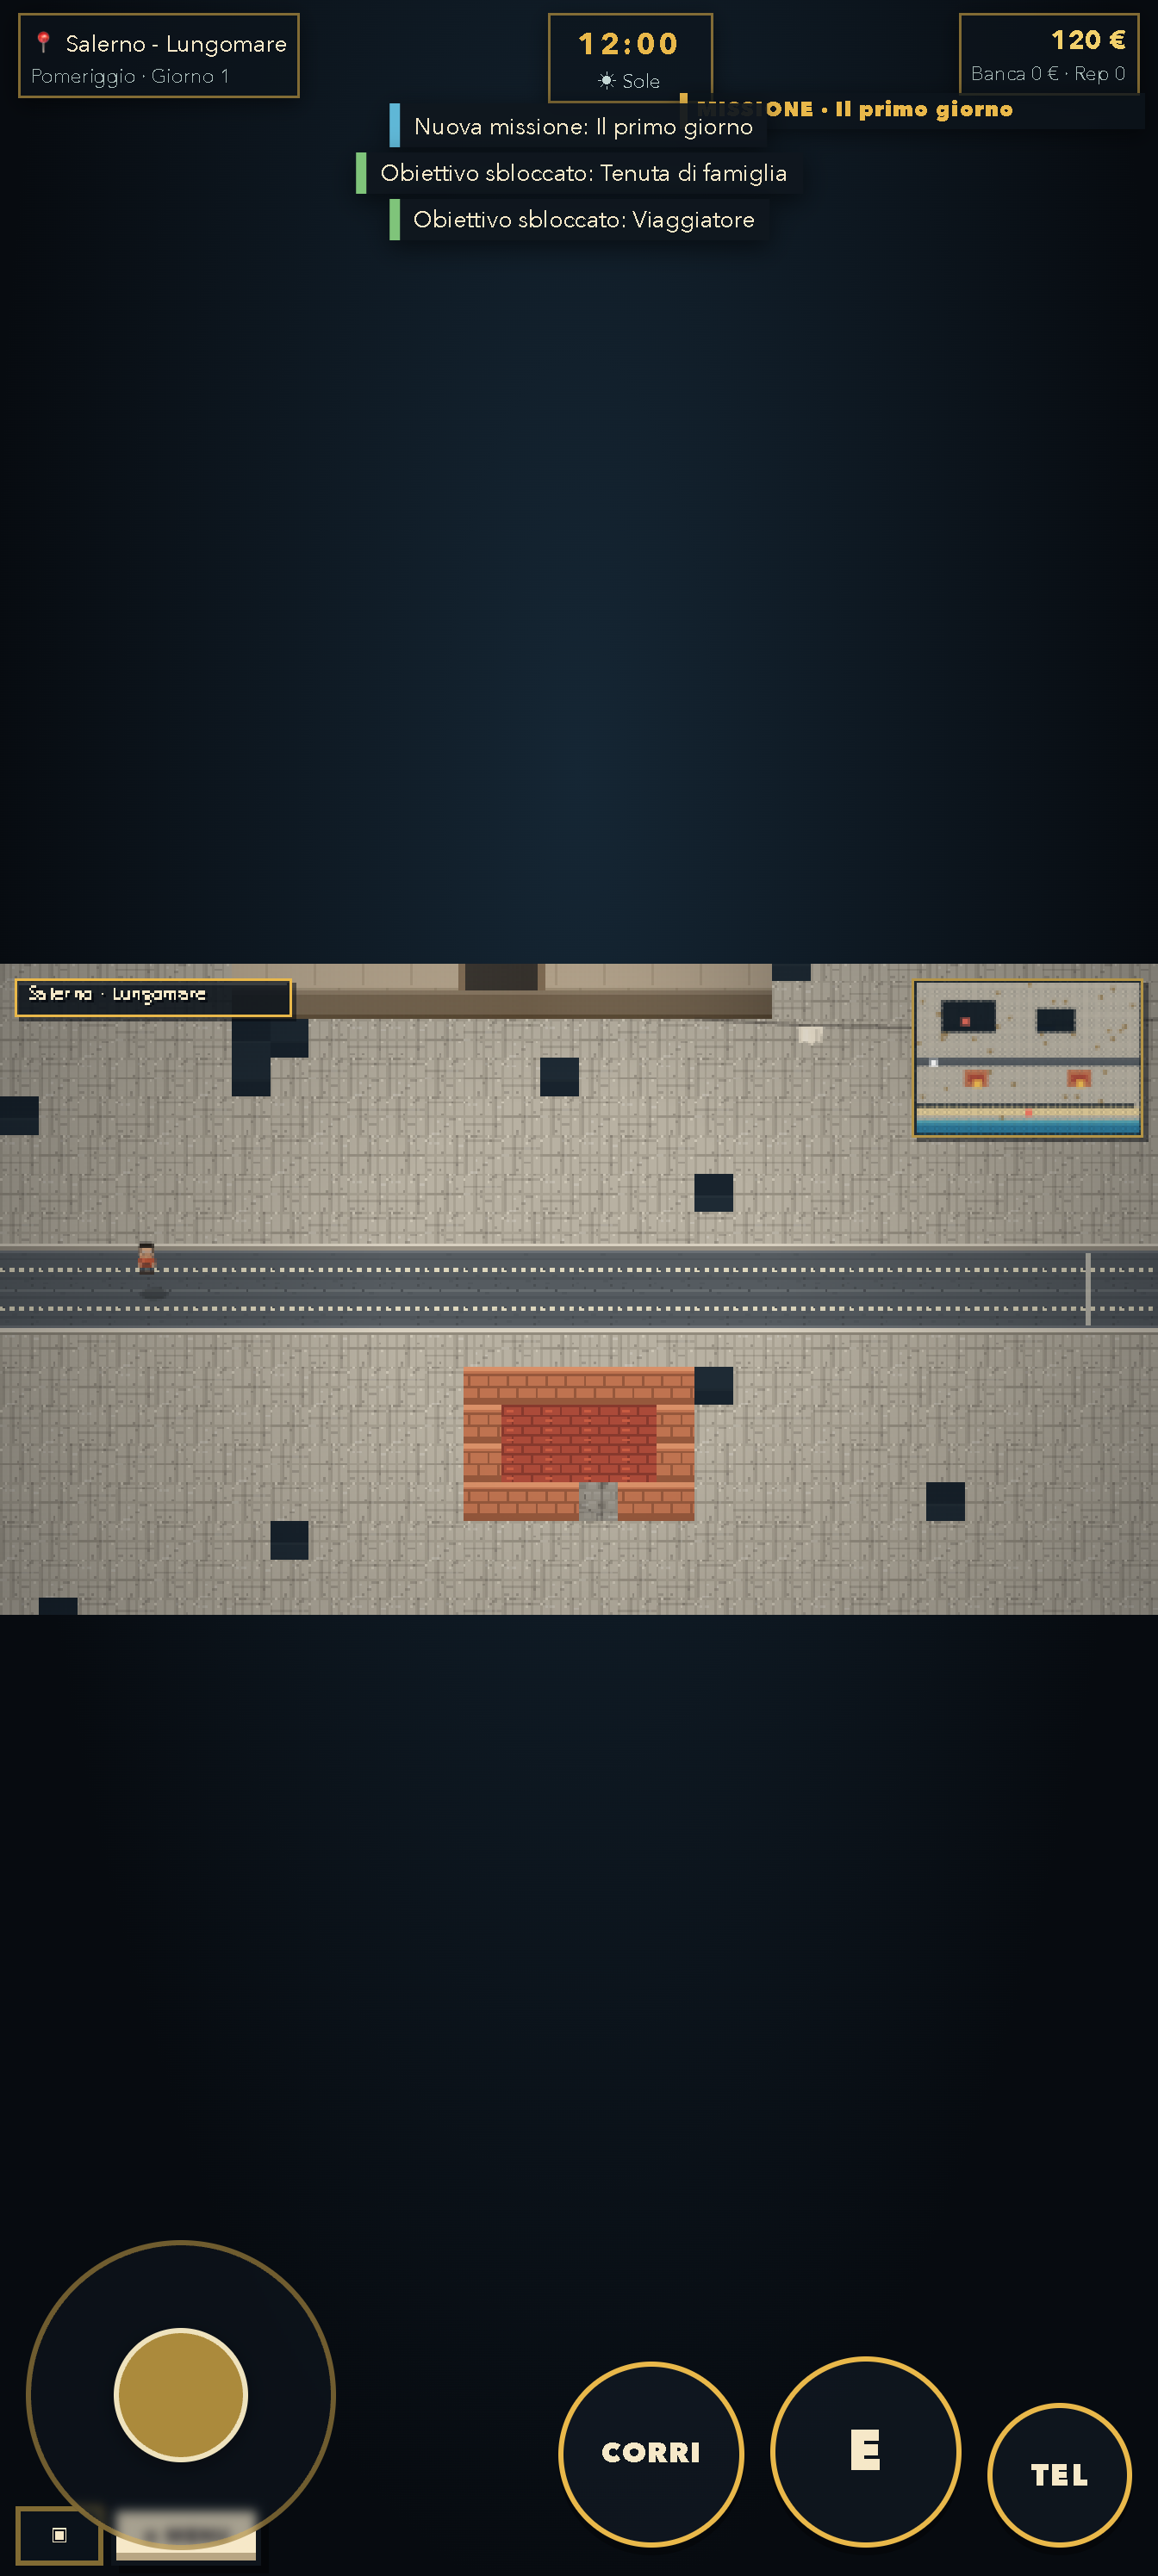 Salerno - Lungomare
Pomeriggio · Giorno 1
12:00
☀ Sole
120 €
Banca 0 € · Rep 0
MISSIONE · Il primo giorno
Nuova missione: Il primo giorno
Obiettivo sbloccato: Tenuta di famiglia
Obiettivo sbloccato: Viaggiatore
Salerno · Lungomare
CORRI
E
TEL